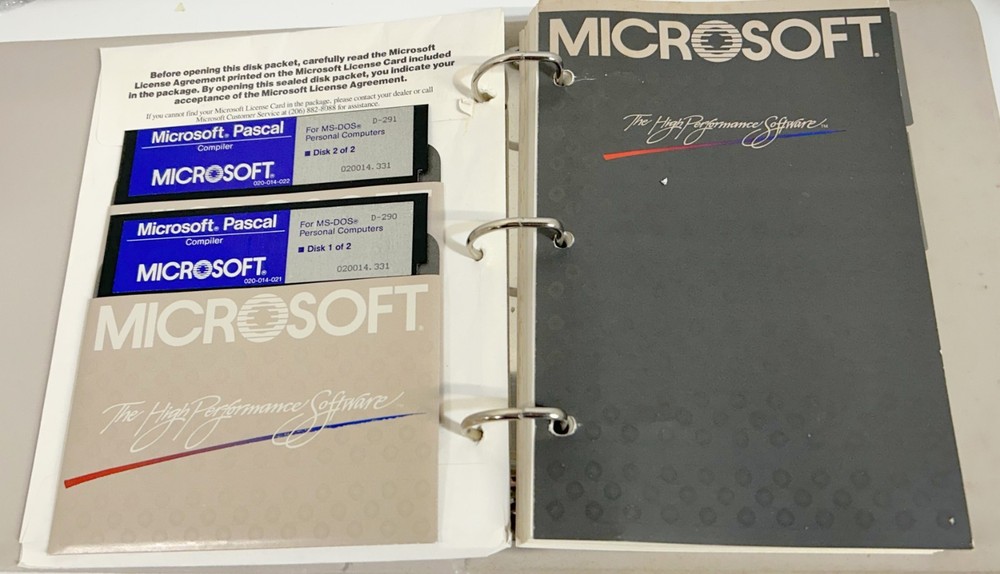 Before opening this disk packet, carefully read the Microsoft
License Agreement printed on the Microsoft License Card included
in the package. By opening this sealed disk packet, you indicate your
acceptance of the Microsoft License Agreement.
If you cannot find your Microsoft License Card in the package, please contact your dealer or call
Microsoft Customer Service at (206) 882-8088 for assistance.
Microsoft® Pascal
Compiler
MICROSOFT®
020-014-022
For MS-DOS® D-291
Personal Computers
■ Disk 2 of 2
020014.331
Microsoft® Pascal
Compiler
MICROSOFT®
020-014-021
For MS-DOS® D-290
Personal Computers
■ Disk 1 of 2
020014.331
MICROSOFT®
The High Performance Software™
MICROSOFT®
The High Performance Software™